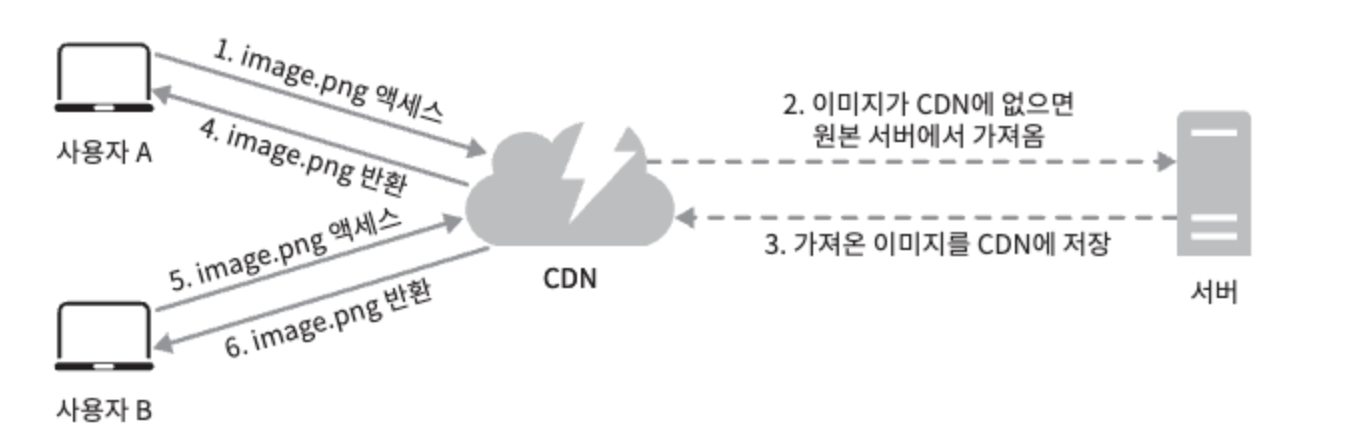 1. image.png 액세스
4. image.png 반환
사용자 A
2. 이미지가 CDN에 없으면
원본 서버에서 가져옴
3. 가져온 이미지를 CDN에 저장
CDN
서버
5. image.png 액세스
6. image.png 반환
사용자 B